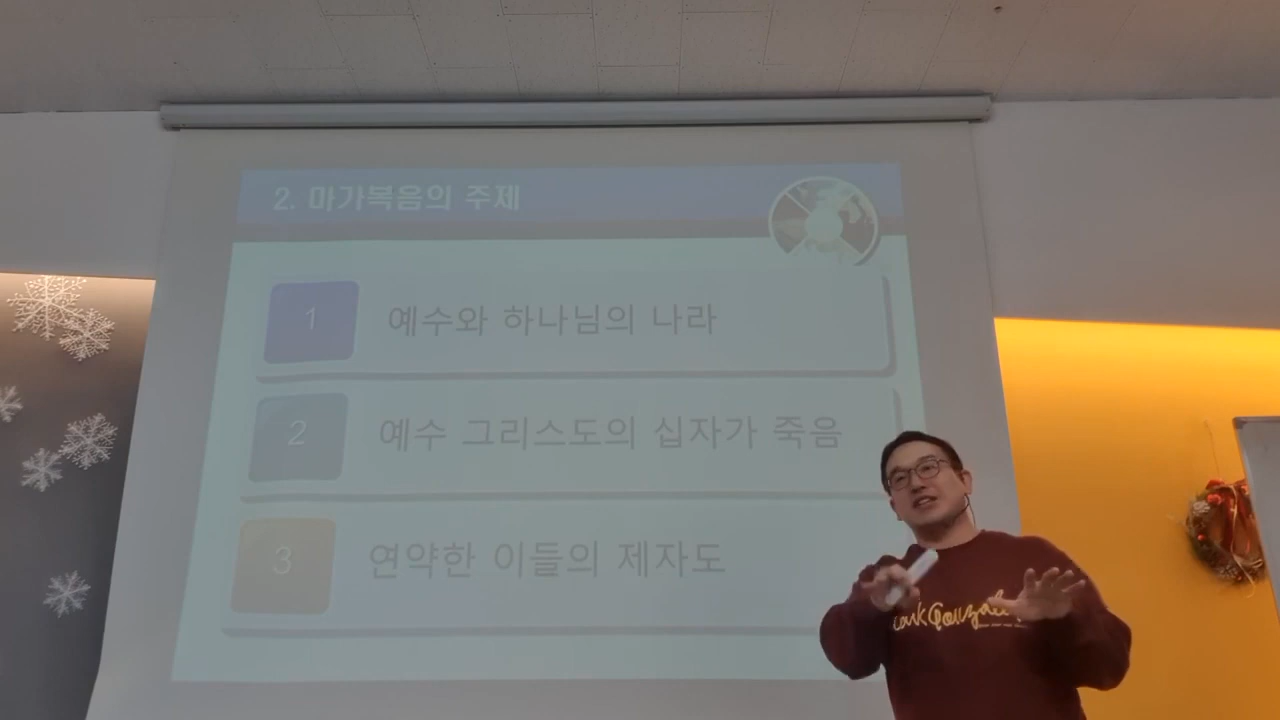 2. 마가복음의 주제
1
예수와 하나님의 나라
2
예수 그리스도의 십자가 죽음
3
연약한 이들의 제자도